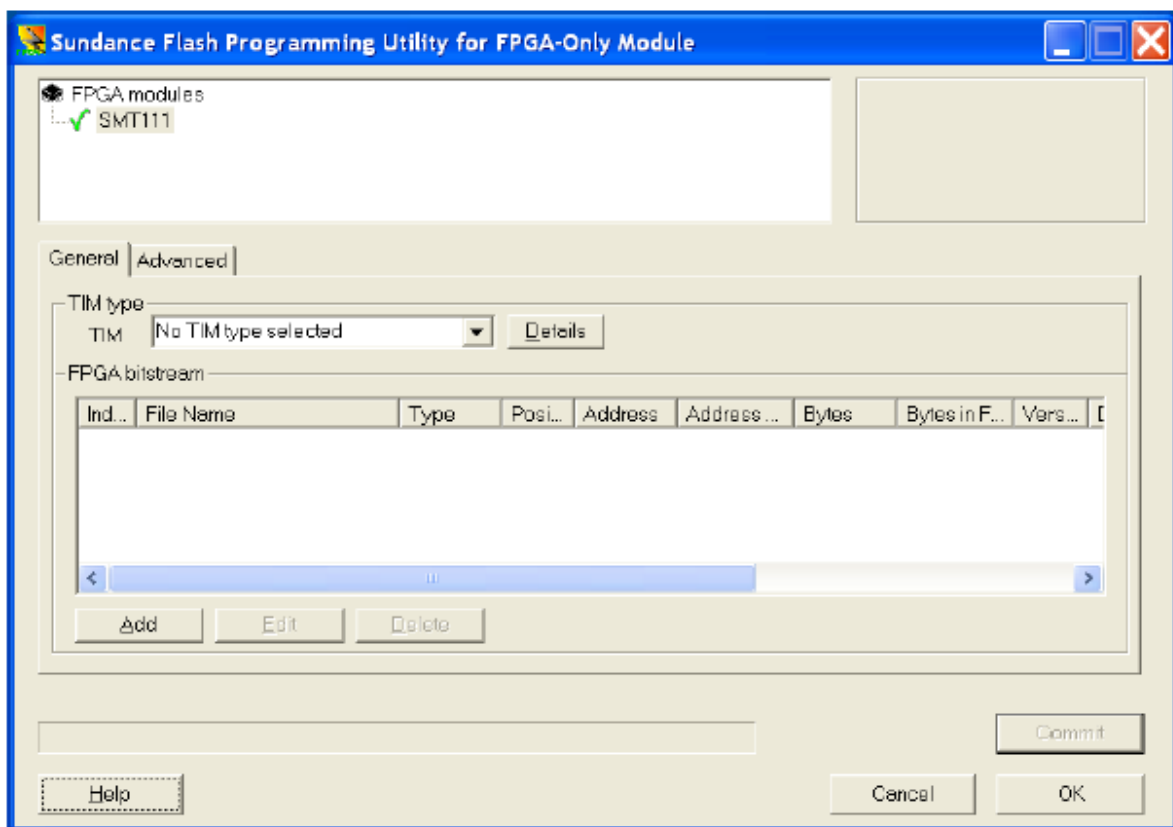 Sundance Flash Programming Utility for FPGA-Only Module
FPGA modules
SMT111
General Advanced
TIM type
TIM No TIM type selected Details
FPGA bitstream
Ind... File Name Type Posi... Address Address ... Bytes Bytes in F... Vers... D
Add Edit Delete
Commit
Help Cancel OK